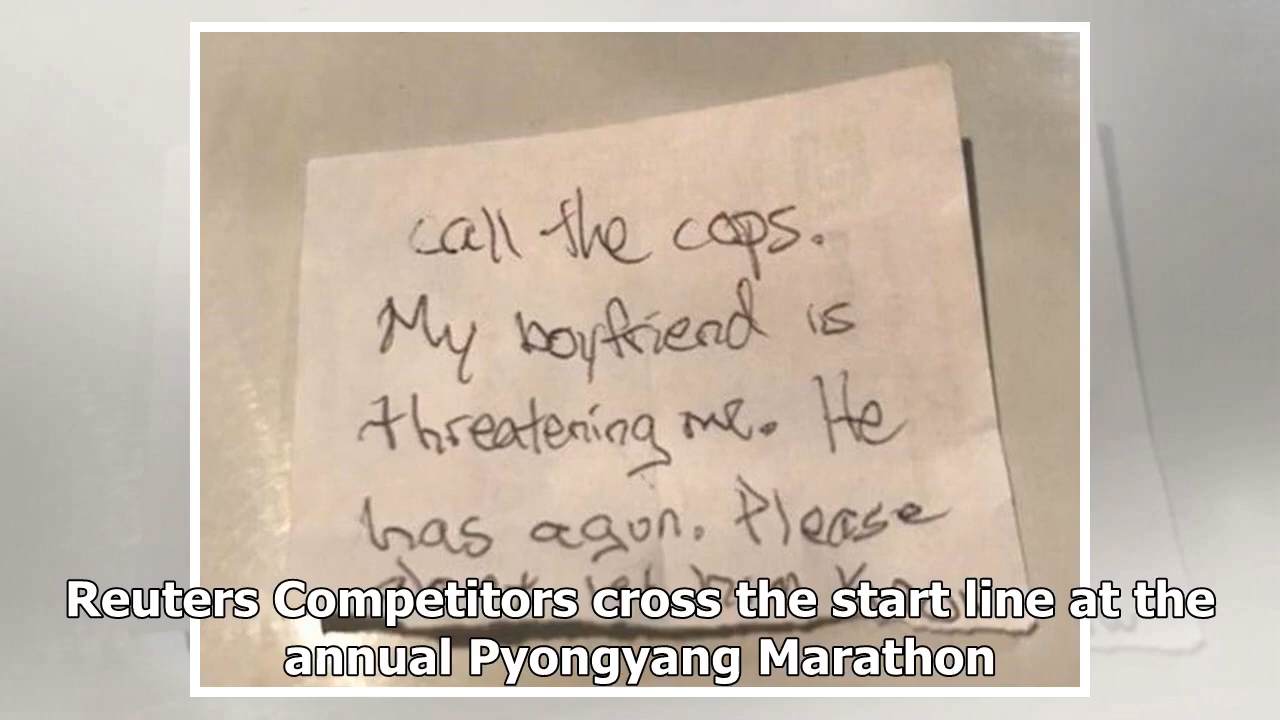 call the cops.
My boyfriend is
threatening me. He
has a gun. Please
Reuters Competitors cross the start line at the
annual Pyongyang Marathon